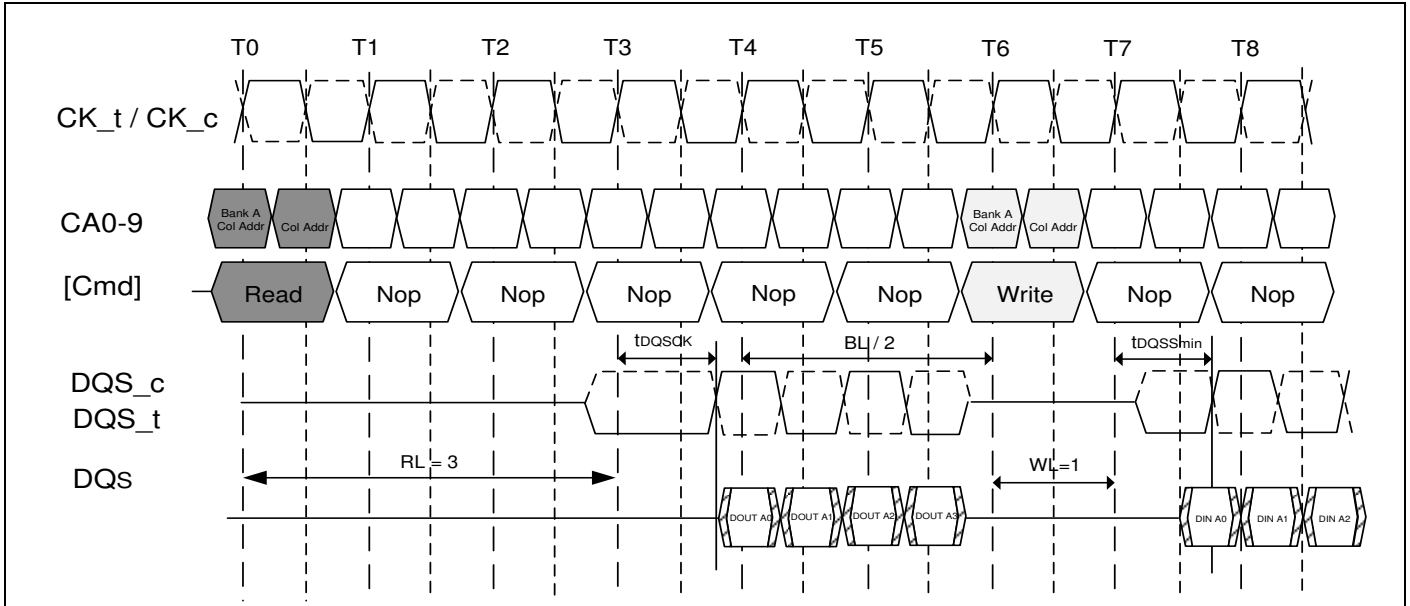 T0 T1 T2 T3 T4 T5 T6 T7 T8
CK_t / CK_c
CA0-9
Bank A
Col Addr
Col Addr
Bank A
Col Addr
Col Addr
[Cmd]
Read Nop Nop Nop Nop Nop Write Nop Nop
tDQSCK
BL / 2
tDQSSmin
DQS_c
DQS_t
RL = 3
WL=1
DQs
DOUT A0 DOUT A1 DOUT A2 DOUT A3 DIN A0 DIN A1 DIN A2